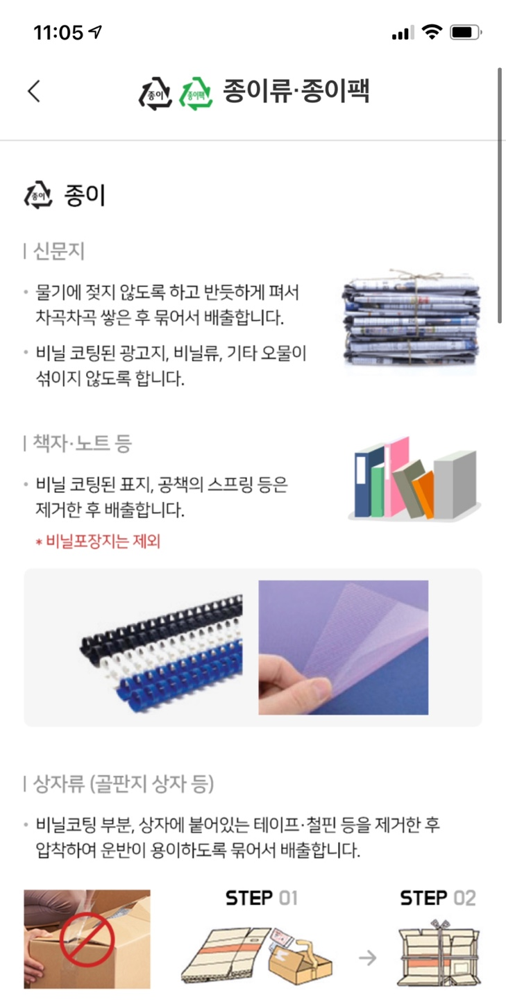 11:05
종이 종이팩 종이류·종이팩
종이 종이
| 신문지
• 물기에 젖지 않도록 하고 반듯하게 펴서
차곡차곡 쌓은 후 묶어서 배출합니다.
• 비닐 코팅된 광고지, 비닐류, 기타 오물이
섞이지 않도록 합니다.
| 책자·노트 등
• 비닐 코팅된 표지, 공책의 스프링 등은
제거한 후 배출합니다.
* 비닐포장지는 제외
| 상자류 (골판지 상자 등)
• 비닐코팅 부분, 상자에 붙어있는 테이프·철핀 등을 제거한 후
압착하여 운반이 용이하도록 묶어서 배출합니다.
STEP 01
STEP 02